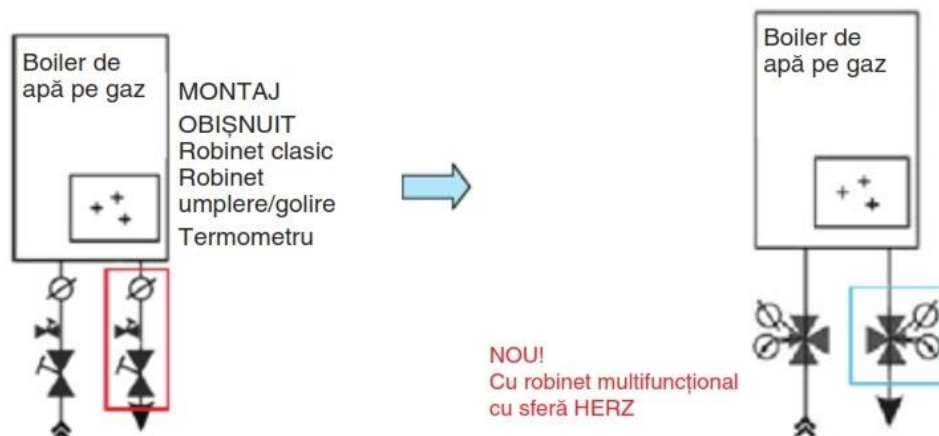 Boiler de
apă pe gaz
MONTAJ
OBIȘNUIT
Robinet clasic
Robinet
umplere/golire
Termometru
Boiler de
apă pe gaz
NOU!
Cu robinet multifuncțional
cu sferă HERZ